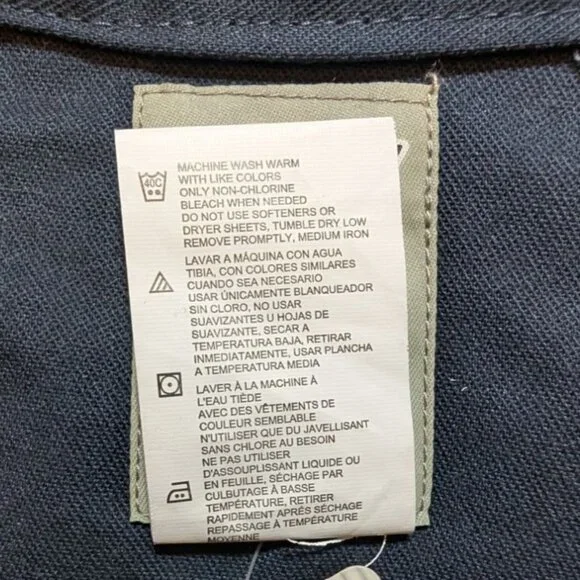 40C
MACHINE WASH WARM
WITH LIKE COLORS
ONLY NON-CHLORINE
BLEACH WHEN NEEDED
DO NOT USE SOFTENERS OR
DRYER SHEETS, TUMBLE DRY LOW
REMOVE PROMPTLY, MEDIUM IRON
LAVAR A MÁQUINA CON AGUA
TIBIA, CON COLORES SIMILARES
CUANDO SEA NECESARIO
USAR ÚNICAMENTE BLANQUEADOR
SIN CLORO, NO USAR
SUAVIZANTES U HOJAS DE
SUAVIZANTE, SECAR A
TEMPERATURA BAJA, RETIRAR
INMEDIATAMENTE, USAR PLANCHA
A TEMPERATURA MEDIA
LAVER À LA MACHINE À
L'EAU TIÈDE
AVEC DES VÊTEMENTS DE
COULEUR SEMBLABLE
N'UTILISER QUE DU JAVELLISANT
SANS CHLORE AU BESOIN
NE PAS UTILISER
D'ASSOUPLISSANT LIQUIDE OU
EN FEUILLE, SÉCHAGE PAR
CULBUTAGE À BASSE
TEMPÉRATURE, RETIRER
RAPIDEMENT APRÉS SÉCHAGE
REPASSAGE À TEMPÉRATURE
MOYENNE